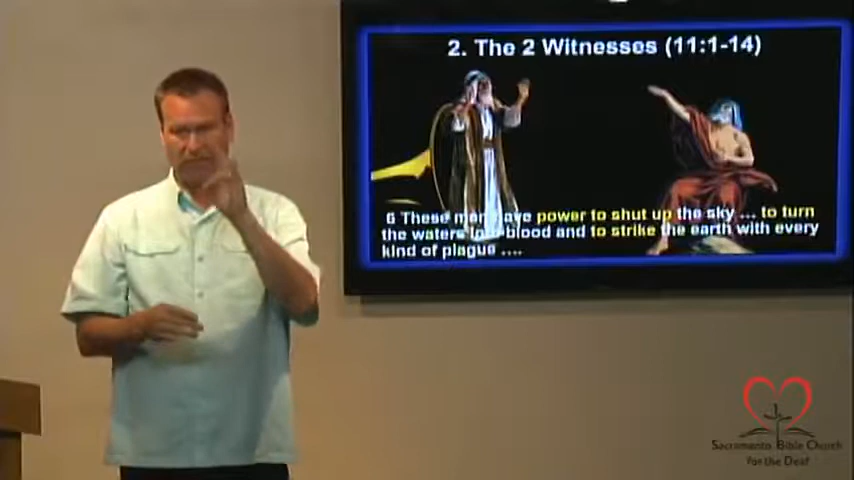 2. The 2 Witnesses (11:1-14)
6 These men have power to shut up the sky ... to turn
the waters into blood and to strike the earth with every
kind of plague ....
Sacramento Bible Church
for the Deaf